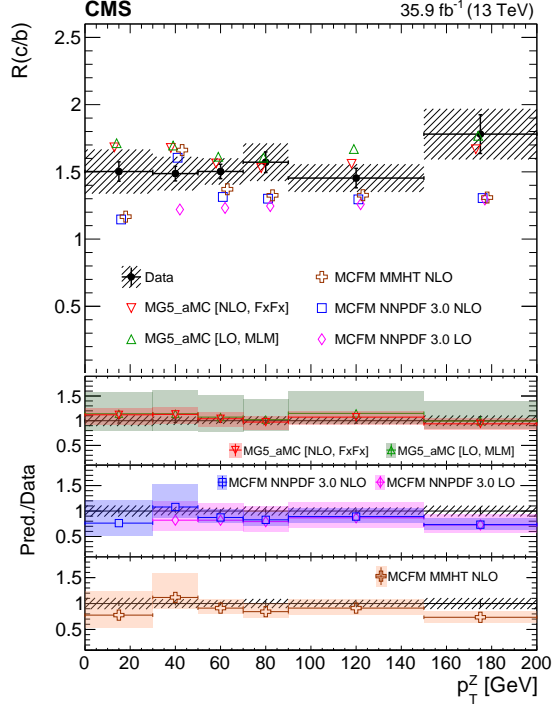 CMS 35.9 fb⁻¹ (13 TeV)
R(c/b)
2.5
2
1.5
1
0.5
Data
MG5_aMC [NLO, FxFx]
MG5_aMC [LO, MLM]
MCFM MMHT NLO
MCFM NNPDF 3.0 NLO
MCFM NNPDF 3.0 LO
Pred./Data
1.5
1
0.5
MG5_aMC [NLO, FxFx] MG5_aMC [LO, MLM]
1.5
1
0.5
MCFM NNPDF 3.0 NLO MCFM NNPDF 3.0 LO
1.5
1
0.5
MCFM MMHT NLO
0 20 40 60 80 100 120 140 160 180 200
p_T^Z [GeV]